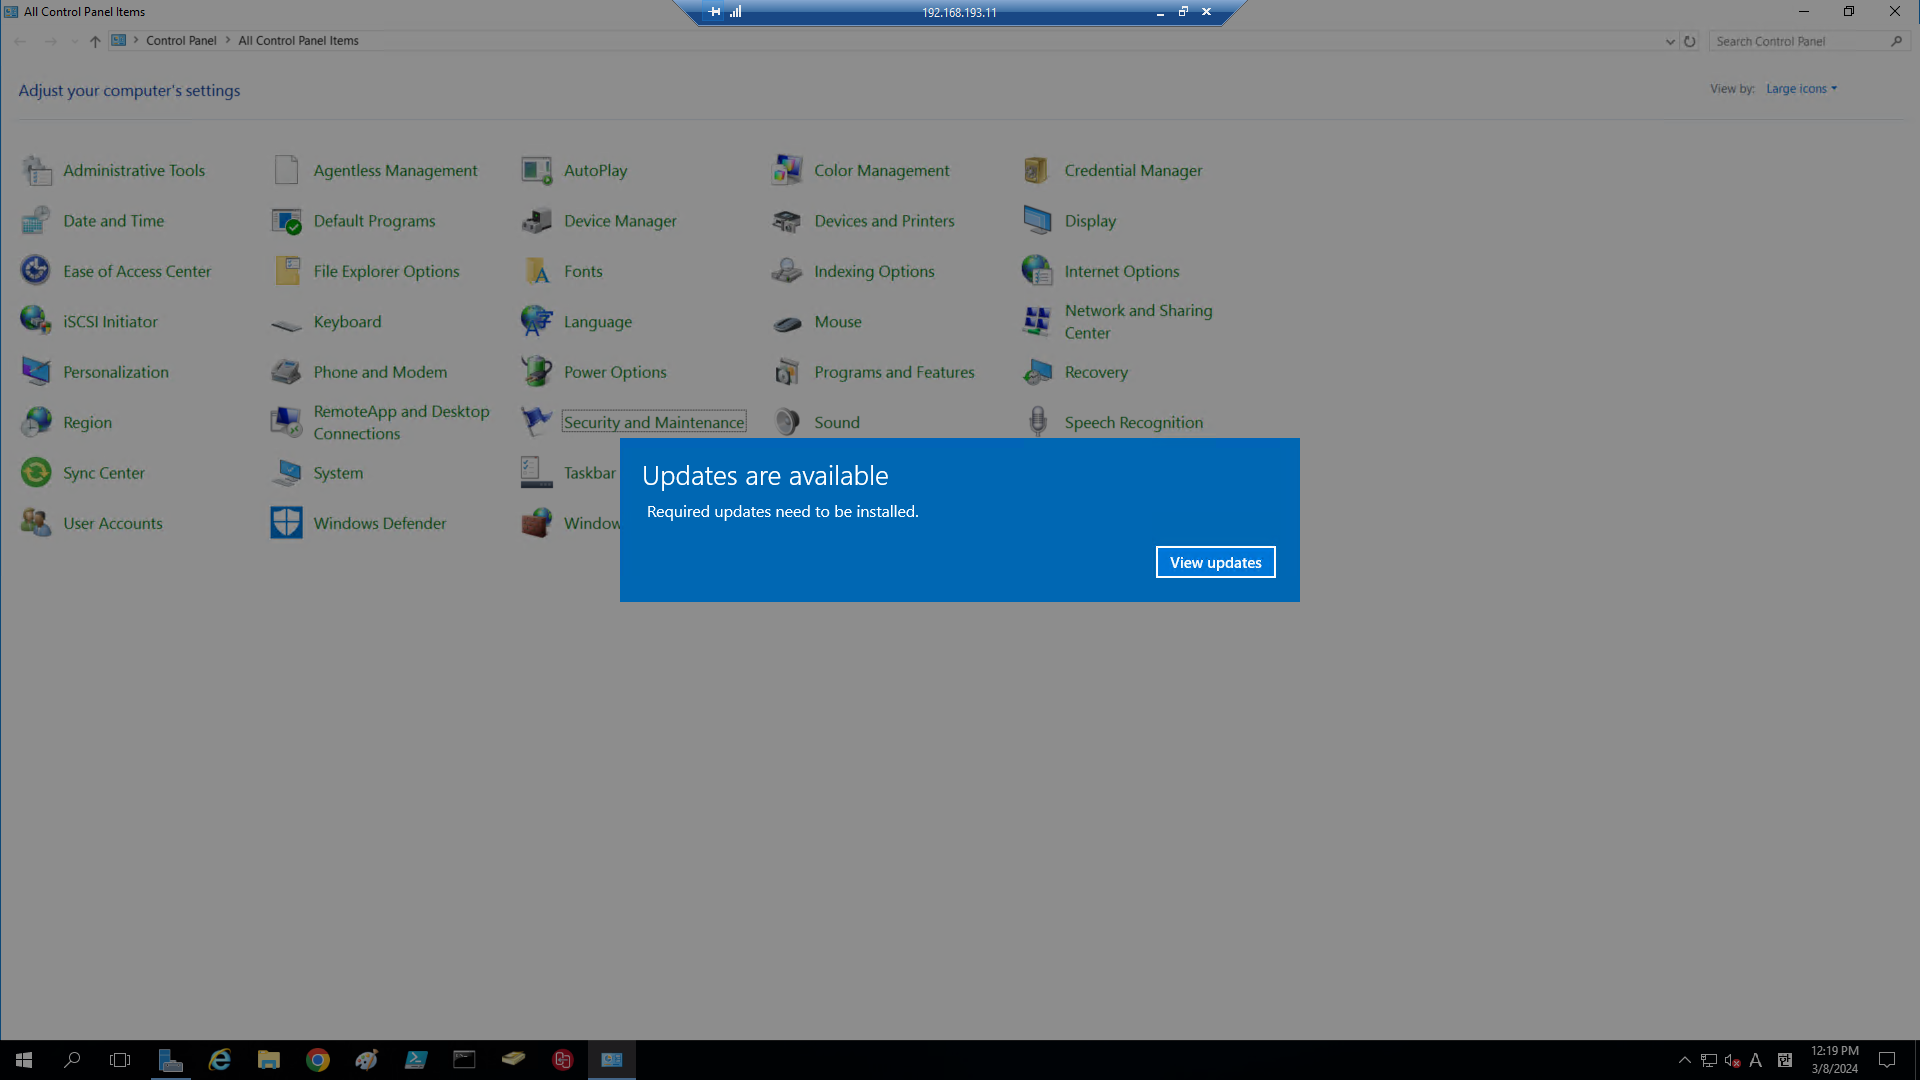 All Control Panel Items
192.168.193.11
Control Panel > All Control Panel Items
Search Control Panel
Adjust your computer's settings
View by: Large icons
Administrative Tools
Agentless Management
AutoPlay
Color Management
Credential Manager
Date and Time
Default Programs
Device Manager
Devices and Printers
Display
Ease of Access Center
File Explorer Options
Fonts
Indexing Options
Internet Options
iSCSI Initiator
Keyboard
Language
Mouse
Network and Sharing
Center
Personalization
Phone and Modem
Power Options
Programs and Features
Recovery
Region
RemoteApp and Desktop
Connections
Security and Maintenance
Sound
Speech Recognition
Sync Center
System
Taskbar
User Accounts
Windows Defender
Window
Updates are available
Required updates need to be installed.
View updates
A
12:19 PM
3/8/2024